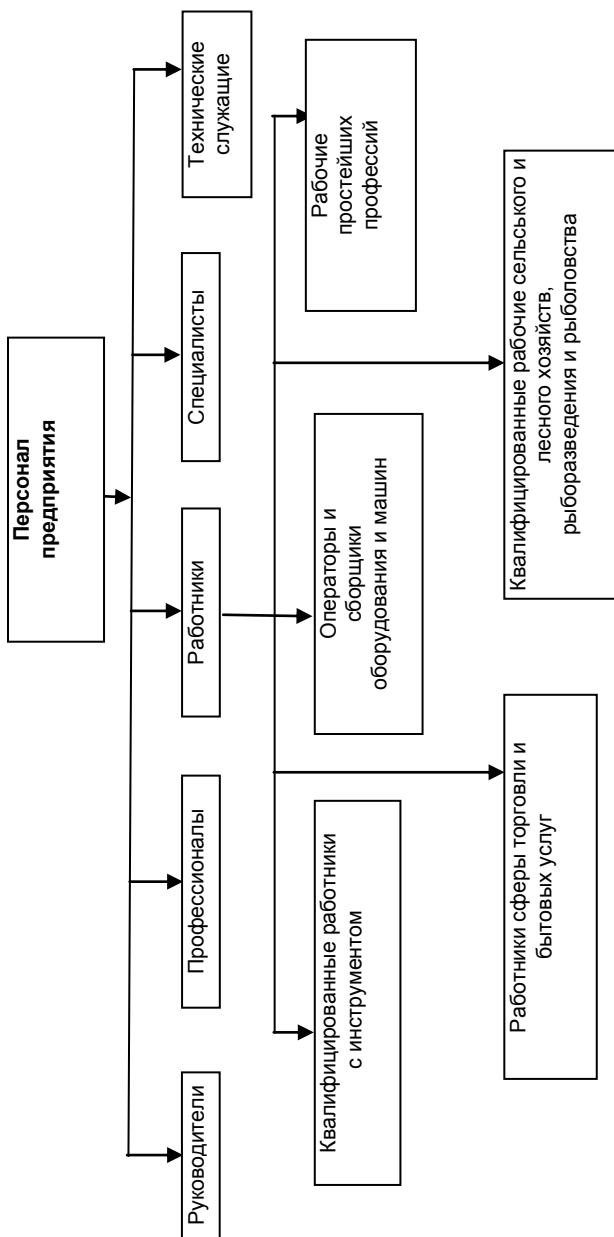 Персонал
предприятия
Руководители
Профессионалы
Работники
Специалисты
Технические
служащие
Квалифицированные работники
с инструментом
Операторы и
сборщики
оборудования и машин
Рабочие
простейших
профессий
Работники сферы торговли и
бытовых услуг
Квалифицированные рабочие сельського и
лесного хозяйств,
рыборазведения и рыболовства